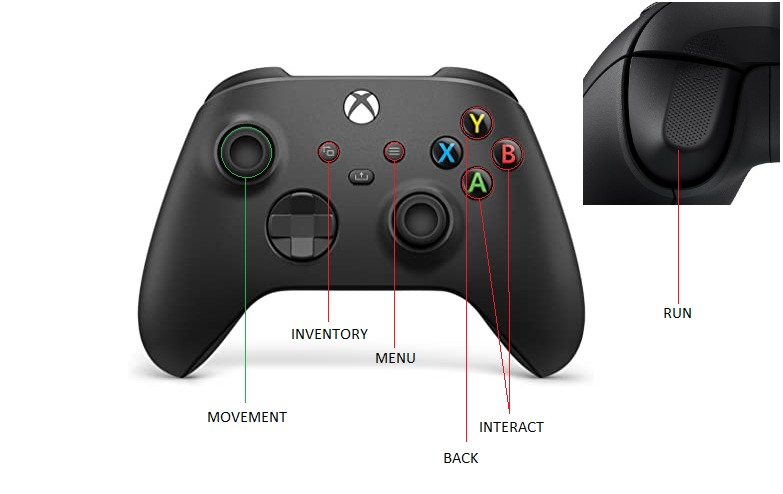 Y
X
B
A
RUN
INVENTORY
MENU
MOVEMENT
INTERACT
BACK